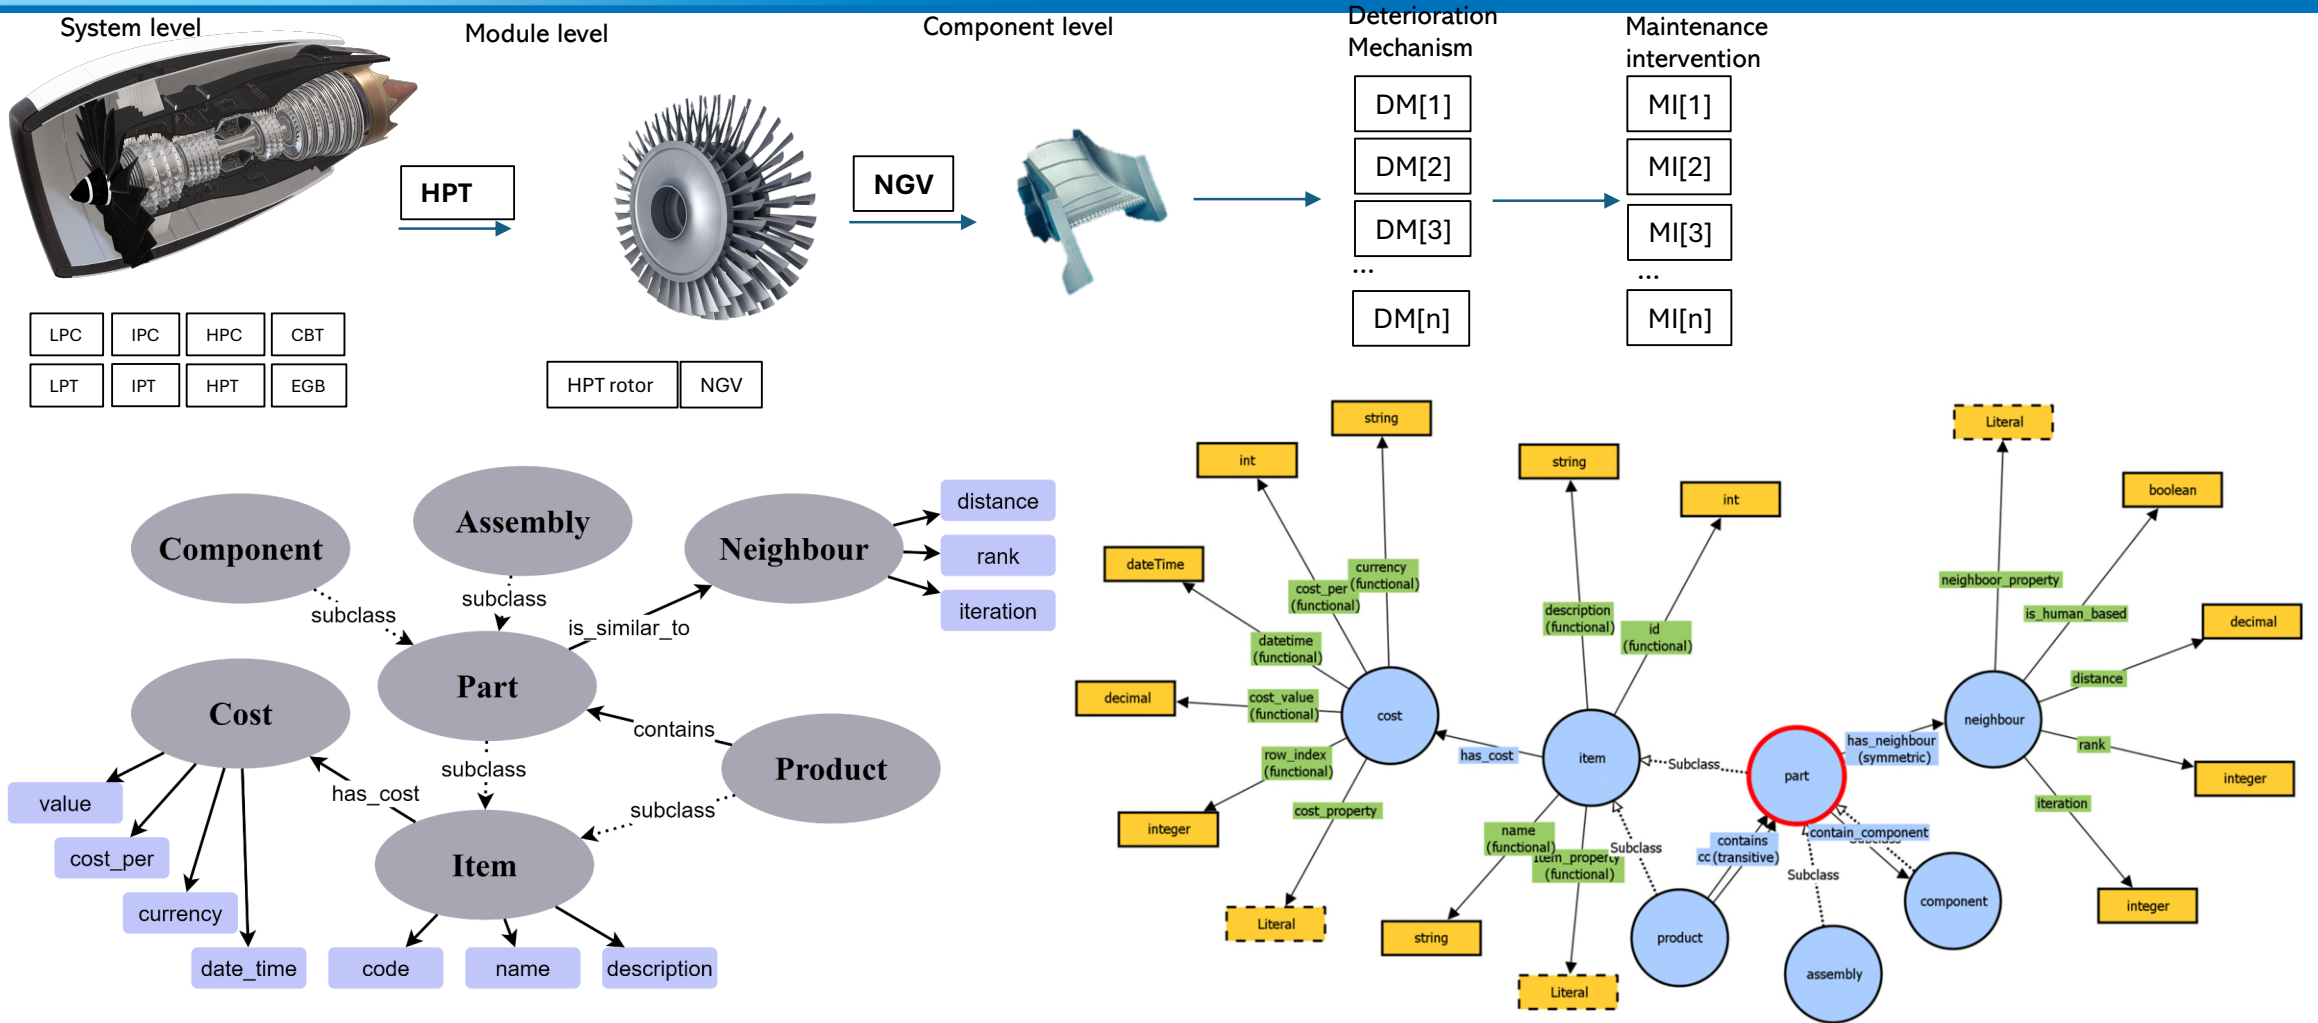 System level
Module level
Component level
Deterioration
Mechanism
Maintenance
intervention
HPT
NGV
DM[1]
DM[2]
DM[3]
...
DM[n]
MI[1]
MI[2]
MI[3]
...
MI[n]
LPC
IPC
HPC
CBT
LPT
IPT
HPT
EGB
HPT rotor
NGV
Component
Assembly
Neighbour
distance
rank
iteration
subclass
subclass
is_similar_to
Part
Cost
contains
Product
subclass
has_cost
subclass
Item
value
cost_per
currency
date_time
code
name
description
string
int
dateTime
decimal
integer
Literal
currency
(functional)
cost_per
(functional)
datetime
(functional)
cost_value
(functional)
row_index
(functional)
cost_property
cost
has_cost
string
int
description
(functional)
id
(functional)
item
name
(functional)
Item_property
(functional)
string
Literal
Subclass
Subclass
part
has_neighbour
(symmetric)
contains
cc(transitive)
contain_component
Subclass
Subclass
product
assembly
component
neighbour
Literal
boolean
decimal
integer
integer
neighboor_property
is_human_based
distance
rank
iteration